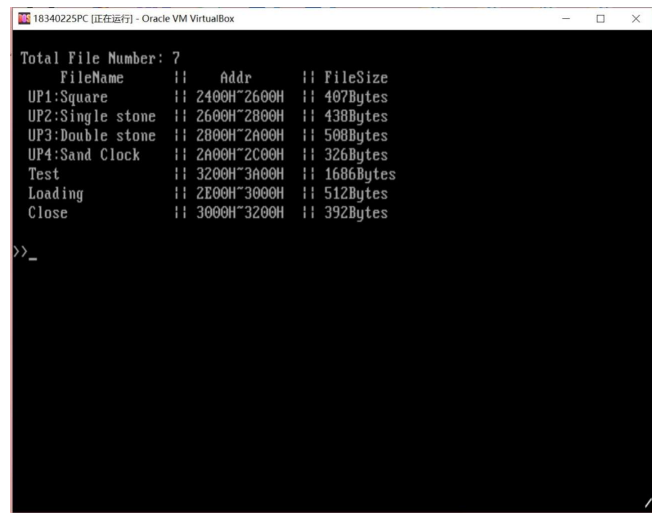 18340225PC [正在运行] - Oracle VM VirtualBox
Total File Number: 7
FileName || Addr || FileSize
UP1:Square || 2400H~2600H || 407Bytes
UP2:Single stone || 2600H~2800H || 438Bytes
UP3:Double stone || 2800H~2A00H || 508Bytes
UP4:Sand Clock || 2A00H~2C00H || 326Bytes
Test || 3200H~3A00H || 1686Bytes
Loading || 2E00H~3000H || 512Bytes
Close || 3000H~3200H || 392Bytes
>>_
/